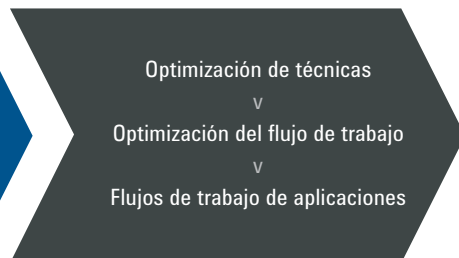 Optimización de técnicas
v
Optimización del flujo de trabajo
v
Flujos de trabajo de aplicaciones